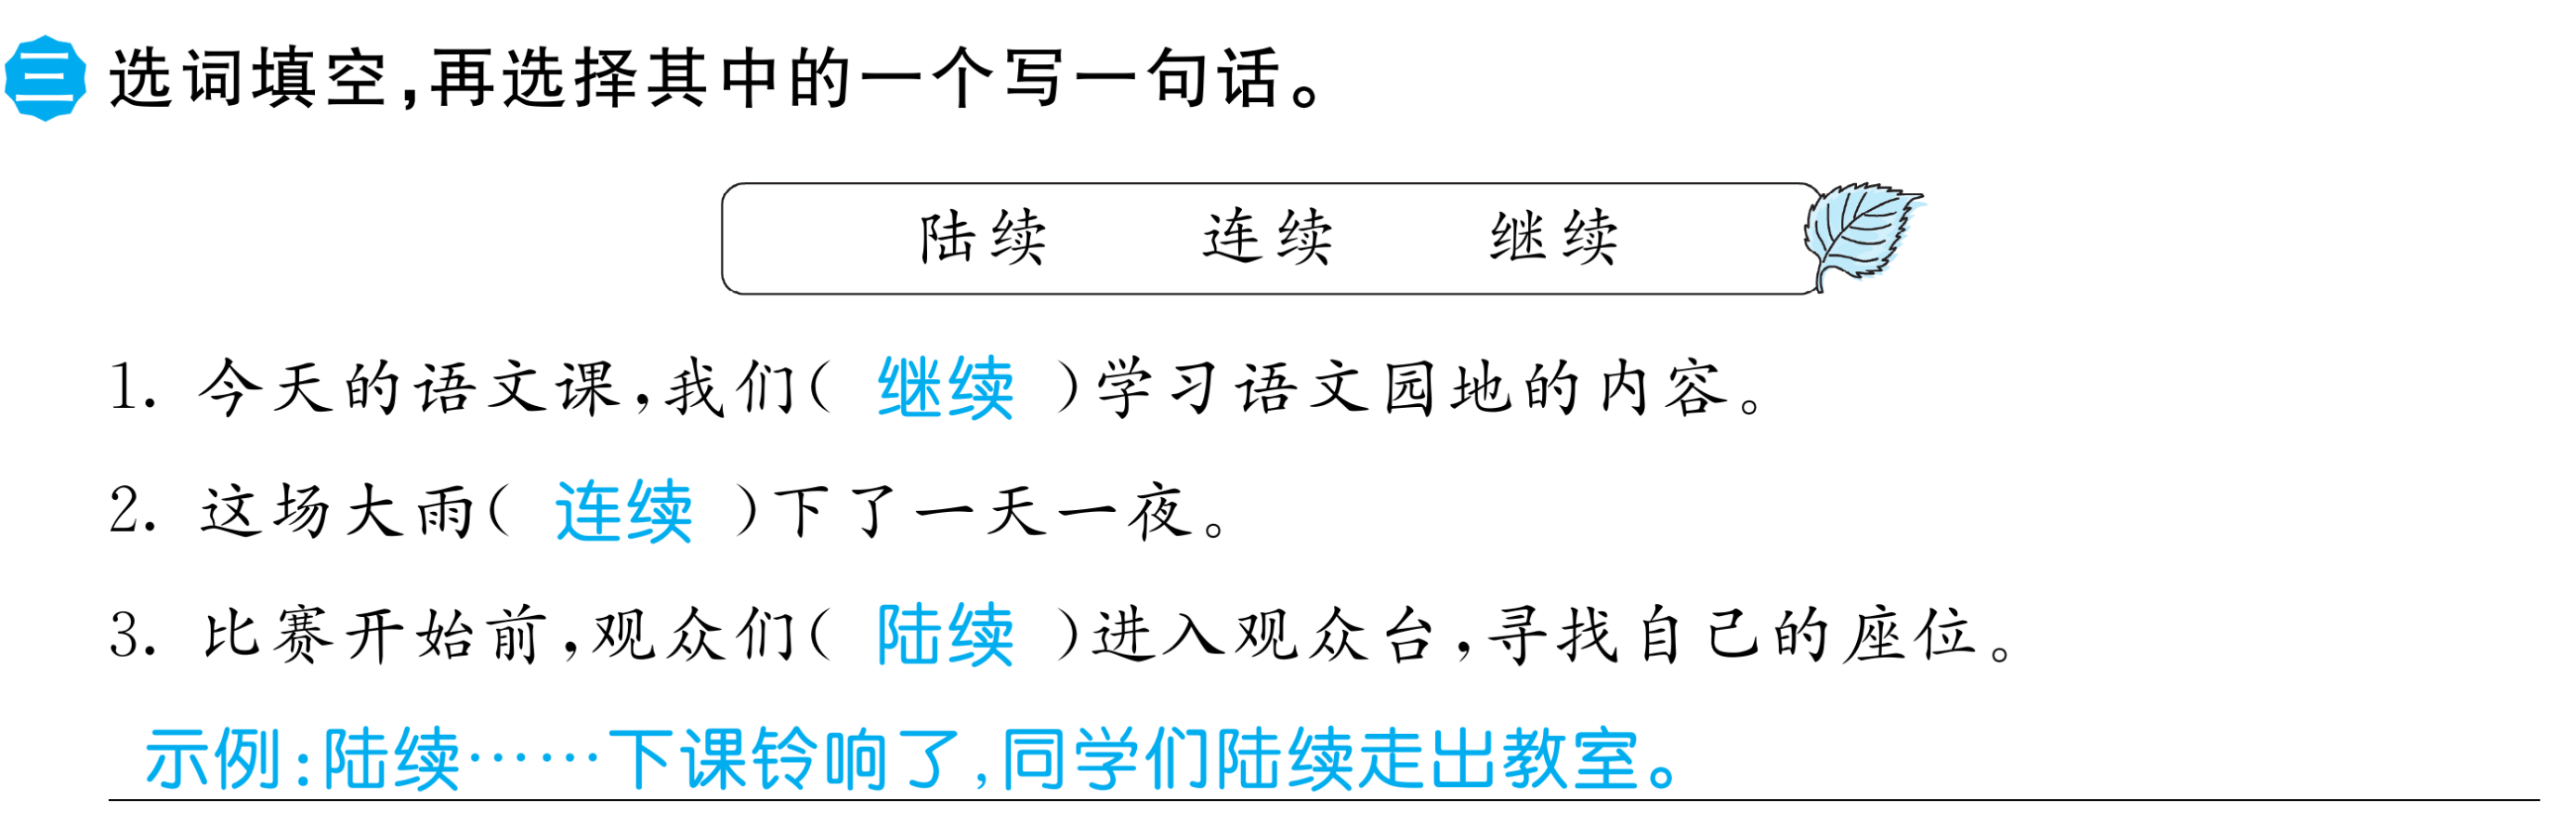 三 选词填空,再选择其中的一个写一句话。
陆续 连续 继续
1. 今天的语文课,我们( 继续 )学习语文园地的内容。
2. 这场大雨( 连续 )下了一天一夜。
3. 比赛开始前,观众们( 陆续 )进入观众台,寻找自己的座位。
示例:陆续……下课铃响了,同学们陆续走出教室。